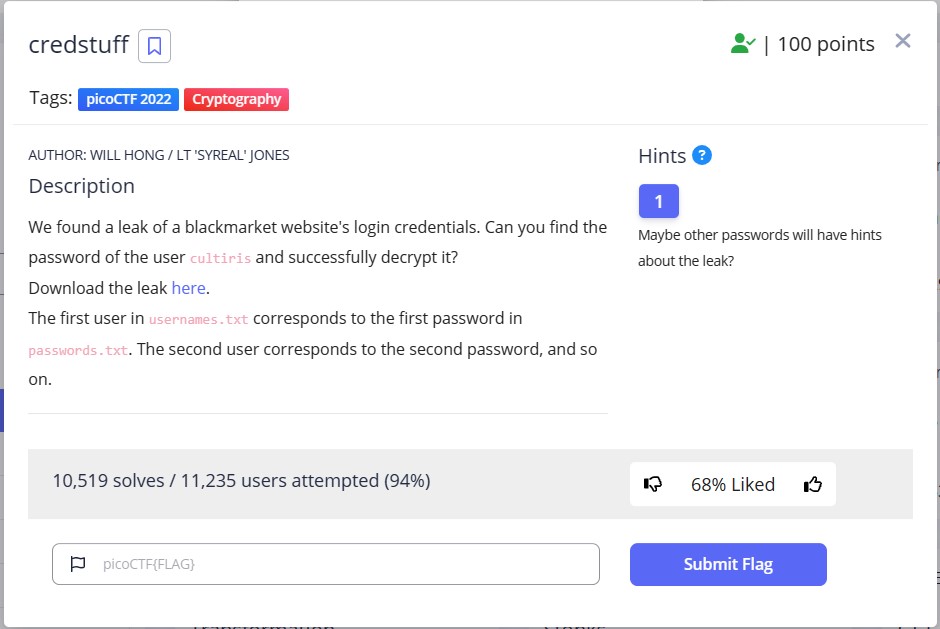 credstuff
| 100 points
Tags: picoCTF 2022 Cryptography
AUTHOR: WILL HONG / LT 'SYREAL' JONES
Description
We found a leak of a blackmarket website's login credentials. Can you find the
password of the user cultiris and successfully decrypt it?
Download the leak here.
The first user in usernames.txt corresponds to the first password in
passwords.txt. The second user corresponds to the second password, and so
on.
Hints ?
1
Maybe other passwords will have hints
about the leak?
10,519 solves / 11,235 users attempted (94%)
68% Liked
picoCTF{FLAG}
Submit Flag